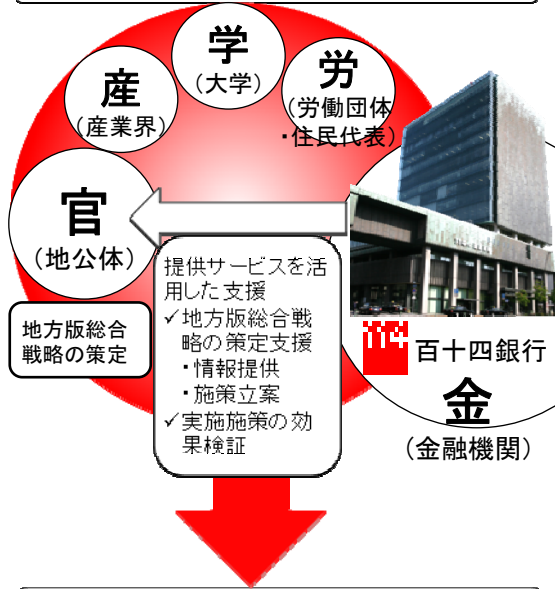 学
(大学)
産
(産業界)
労
(労働団体
・住民代表)
官
(地公体)
地方版総合
戦略の策定
提供サービスを活
用した支援
✓地方版総合戦
略の策定支援
・情報提供
・施策立案
✓実施施策の効
果検証
114 百十四銀行
金
(金融機関)